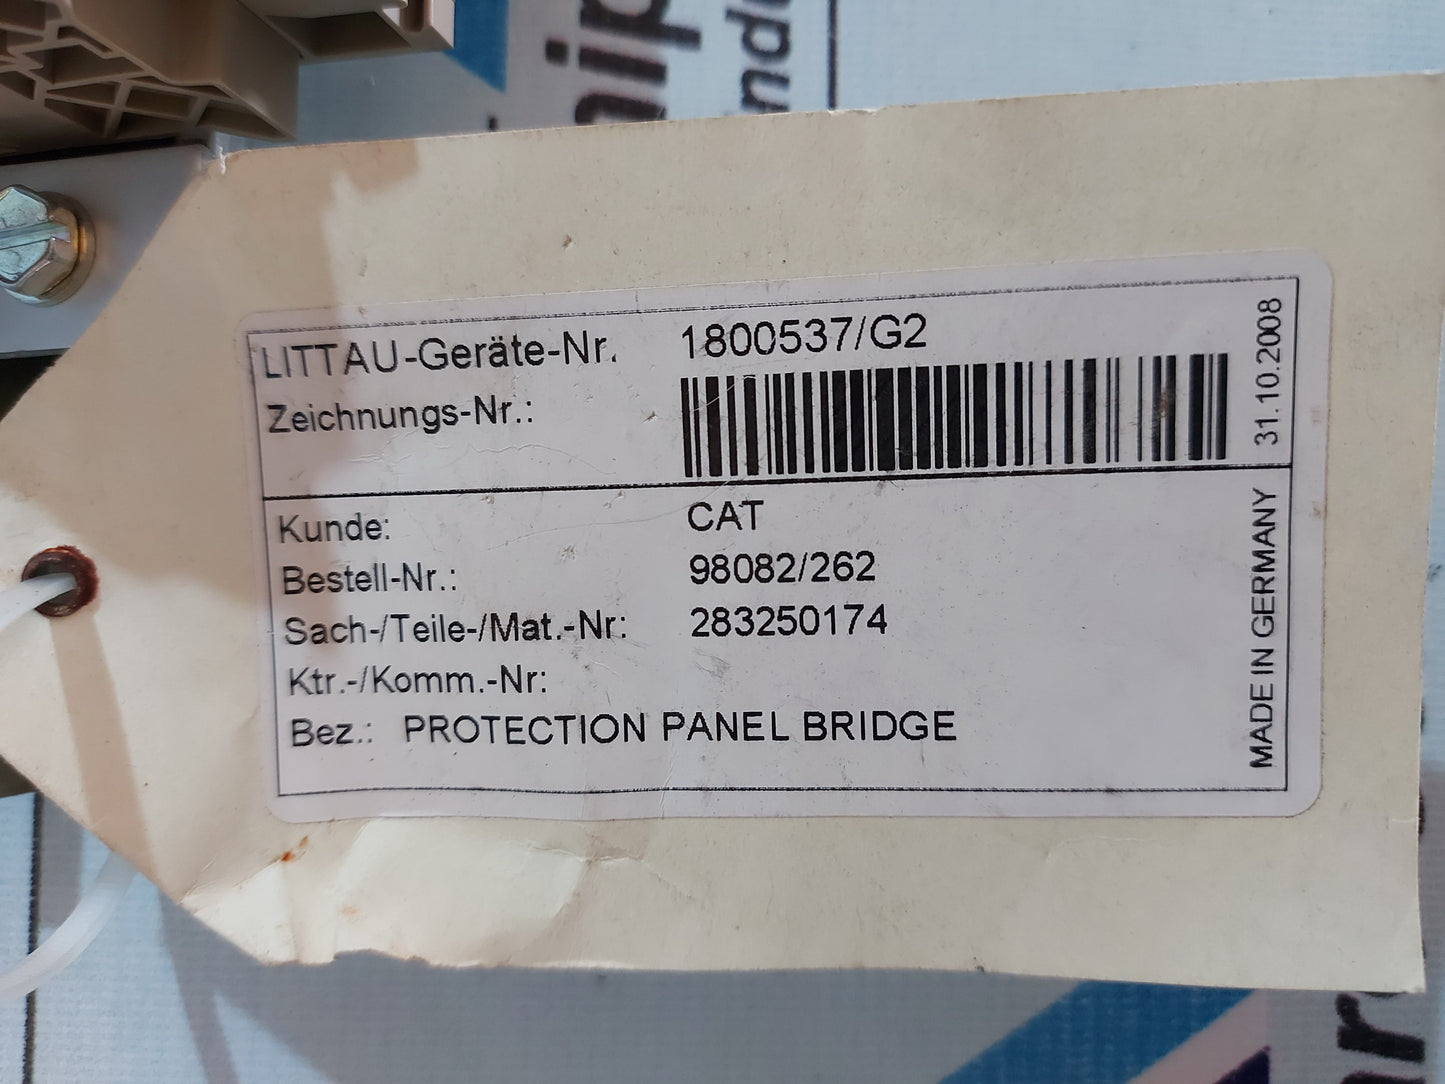 LITTAU-Geräte-Nr. 1800537/G2
Zeichnungs-Nr.:
31.10.2008
Kunde: CAT
Bestell-Nr.: 98082/262
Sach-/Teile-/Mat.-Nr: 283250174
Ktr.-/Komm.-Nr:
Bez.: PROTECTION PANEL BRIDGE
MADE IN GERMANY